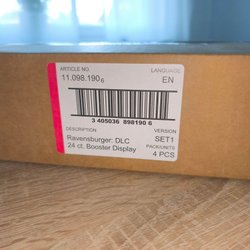 ARTICLE NO.
LANGUAGE
11.098.190 6
EN
3 405036 898190 6
DESCRIPTION
VERSION
Ravensburger: DLC
SET1
24 ct. Booster Display
PACK/UNITS
4 PCS